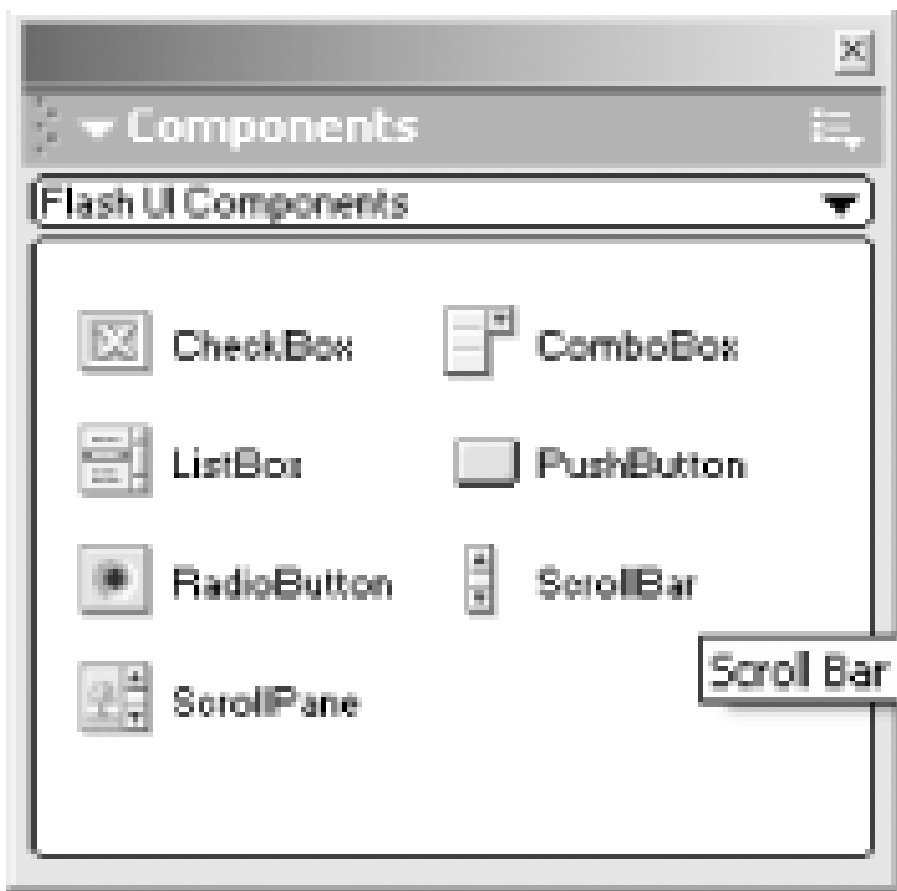 Components
Flash UI Components
CheckBox ComboBox
ListBox PushButton
RadioButton ScrollBar
Scroll Bar
ScrollPane